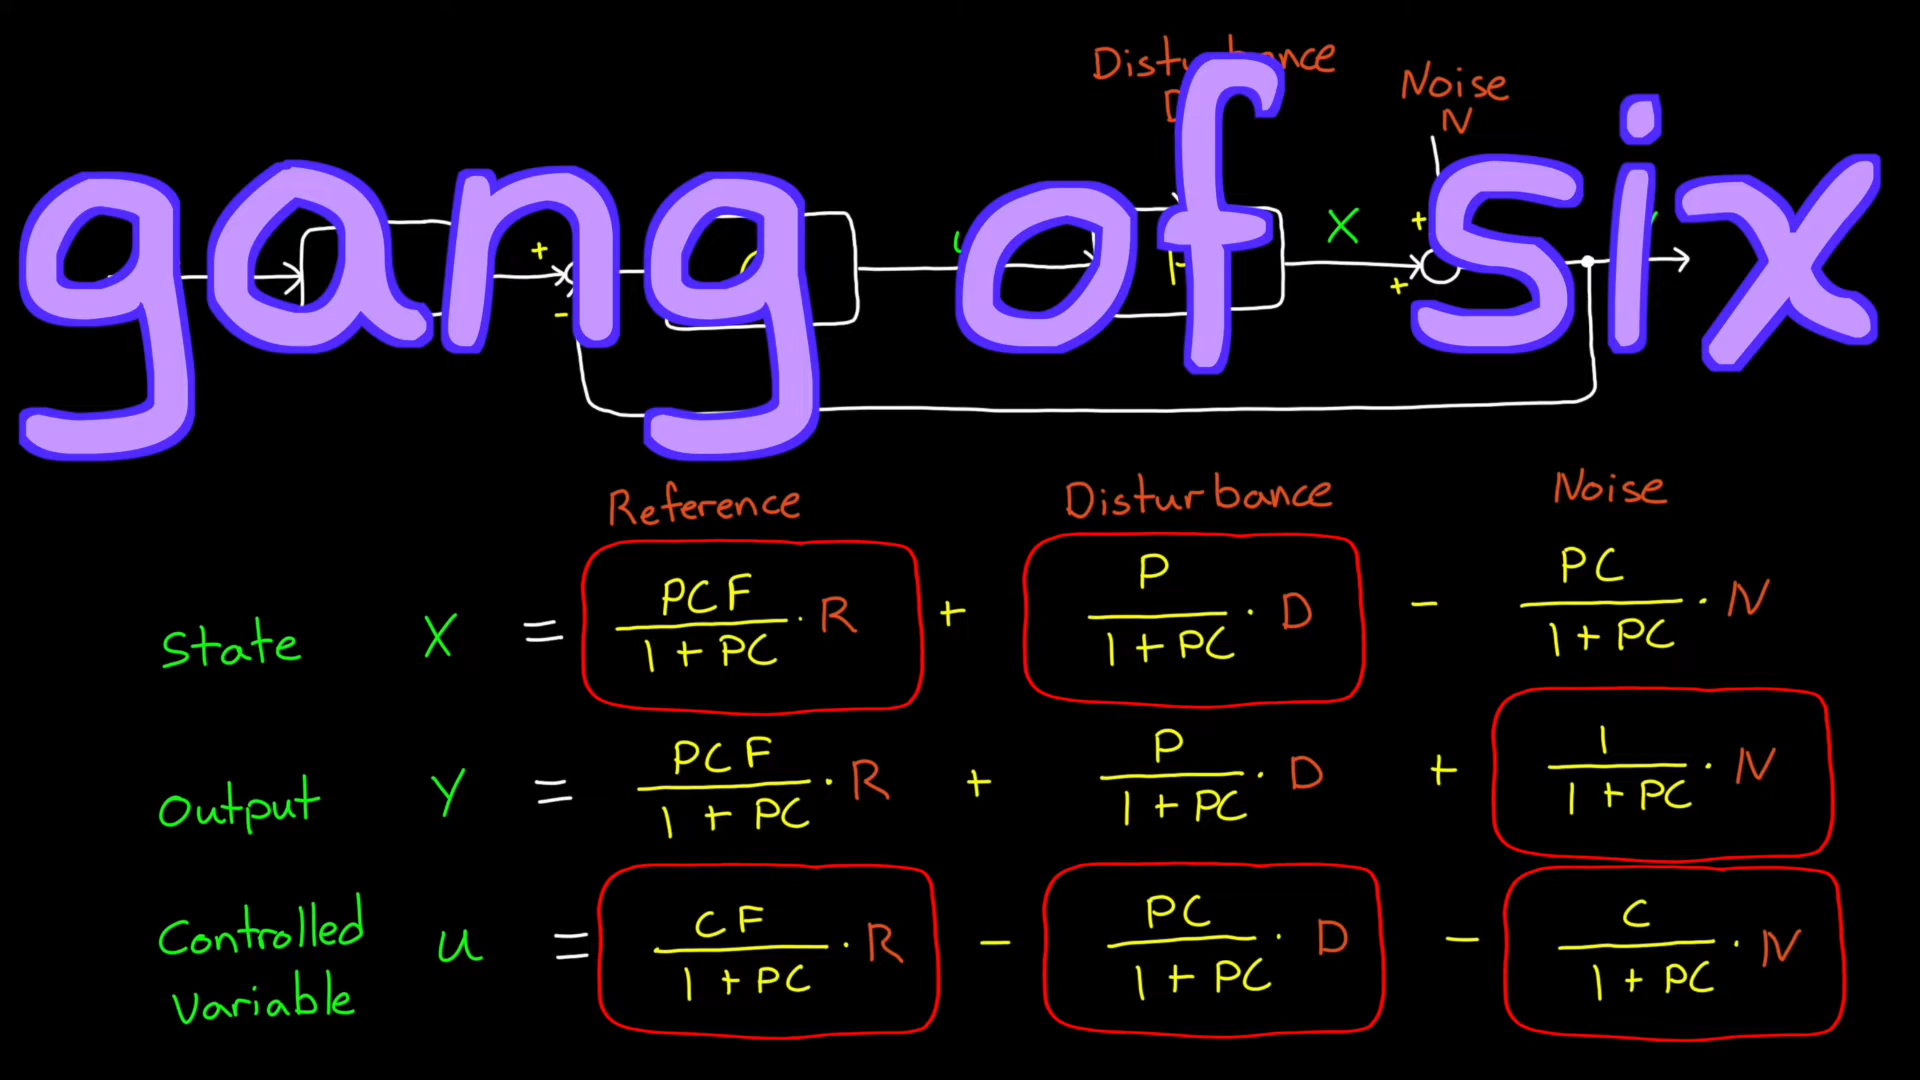 gang of six
Noise
N
X
+
+
+
-
Reference Disturbance Noise
State X = PCF / 1 + PC · R + P / 1 + PC · D - PC / 1 + PC · N
Output Y = PCF / 1 + PC · R + P / 1 + PC · D + 1 / 1 + PC · N
Controlled variable u = CF / 1 + PC · R - PC / 1 + PC · D - C / 1 + PC · N